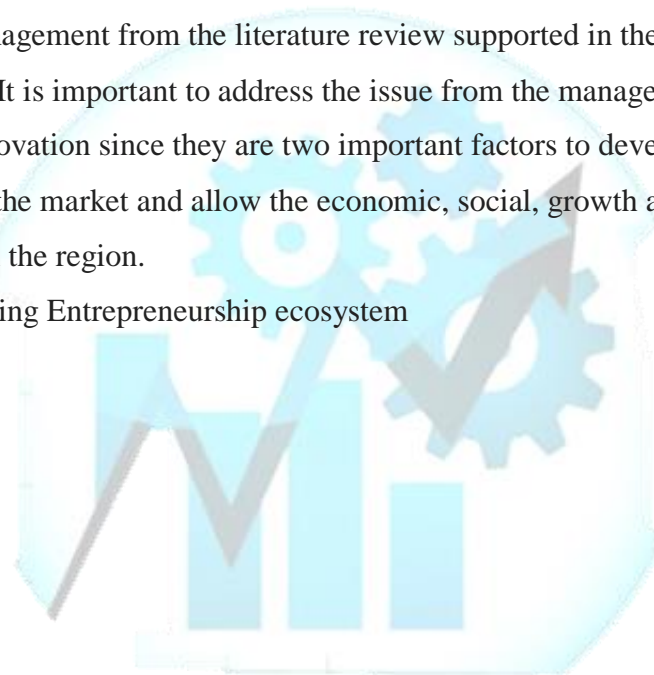 nagement from the literature review supported in the
It is important to address the issue from the manage
ovation since they are two important factors to deve
the market and allow the economic, social, growth a
the region.
ing Entrepreneurship ecosystem